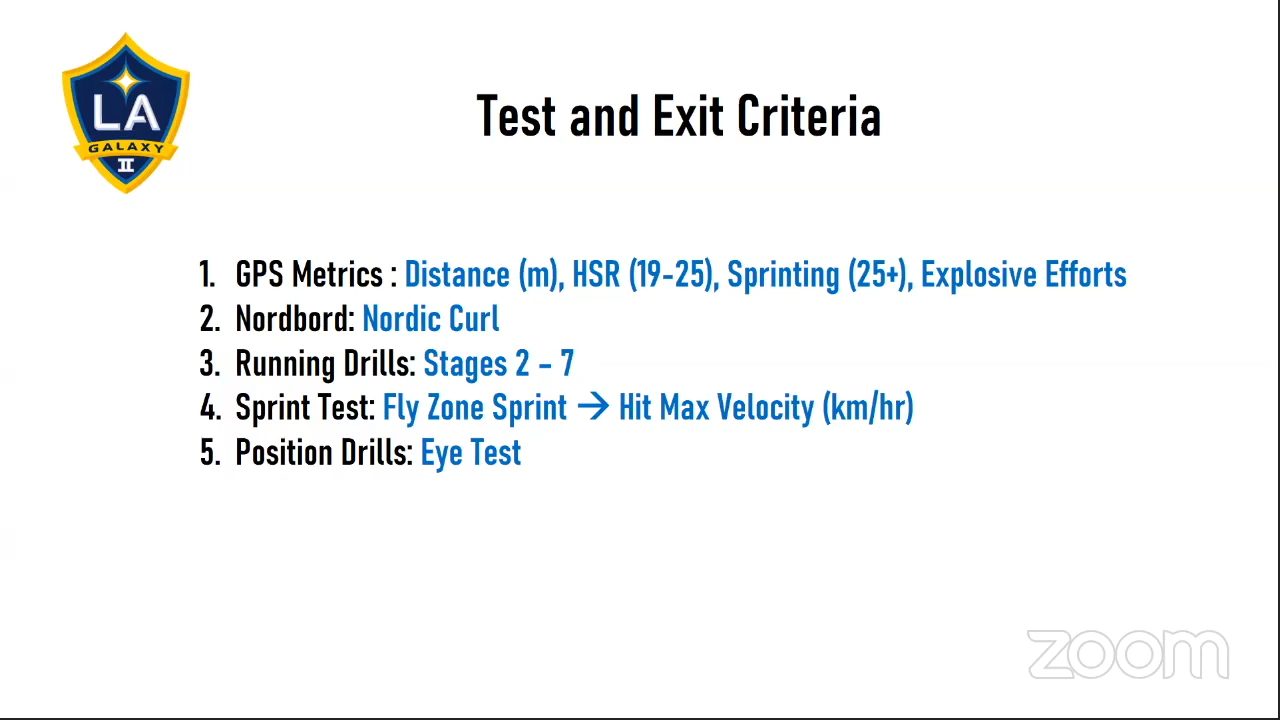 LA
GALAXY
II
Test and Exit Criteria
1. GPS Metrics : Distance (m), HSR (19-25), Sprinting (25+), Explosive Efforts
2. Nordbord: Nordic Curl
3. Running Drills: Stages 2 – 7
4. Sprint Test: Fly Zone Sprint → Hit Max Velocity (km/hr)
5. Position Drills: Eye Test
zoom